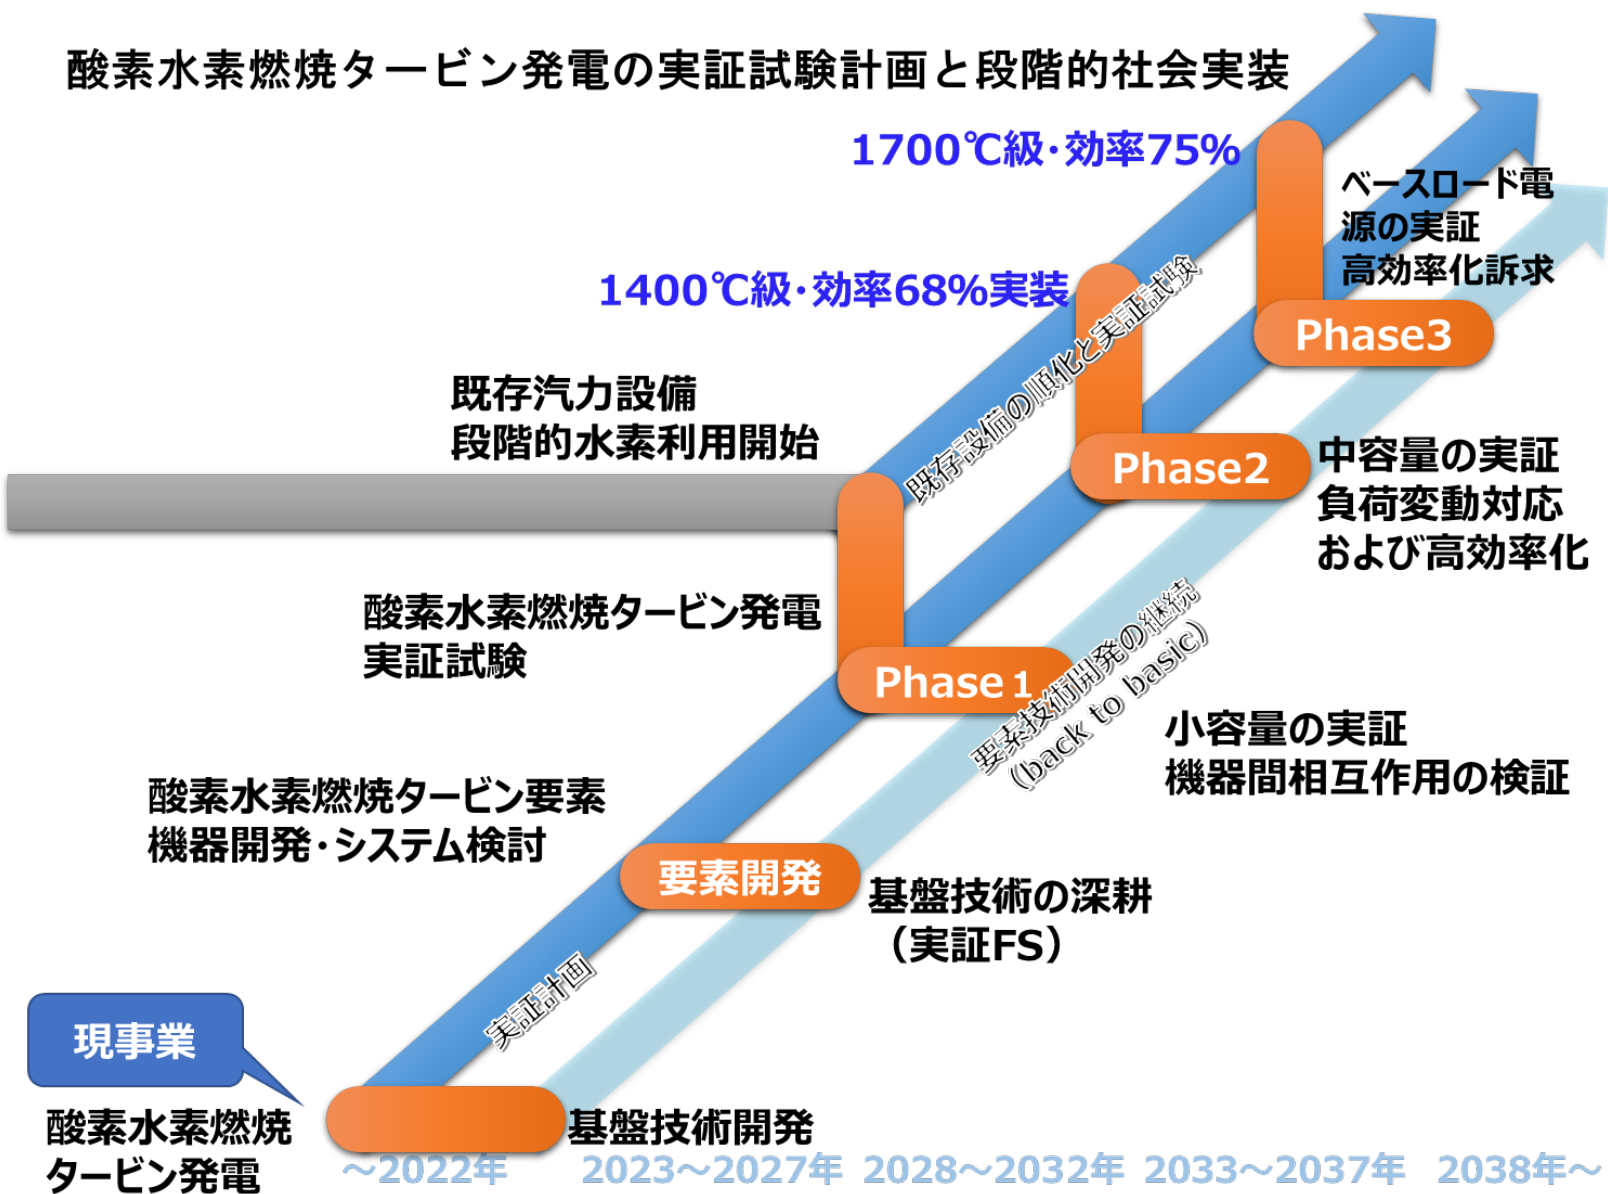 酸素水素燃焼タービン発電の実証試験計画と段階的社会実装
1700℃級・効率75%
ベースロード電
源の実証
高効率化訴求
1400℃級・効率68%実装
Phase3
既存設備の順化と実証試験
既存汽力設備
段階的水素利用開始
Phase2
中容量の実証
負荷変動対応
および高効率化
酸素水素燃焼タービン発電
実証試験
Phase１
要素技術開発の継続
(back to basic)
小容量の実証
機器間相互作用の検証
酸素水素燃焼タービン要素
機器開発・システム検討
要素開発
基盤技術の深耕
（実証FS）
実証計画
現事業
酸素水素燃焼
タービン発電
基盤技術開発
～2022年
2023～2027年
2028～2032年
2033～2037年
2038年～